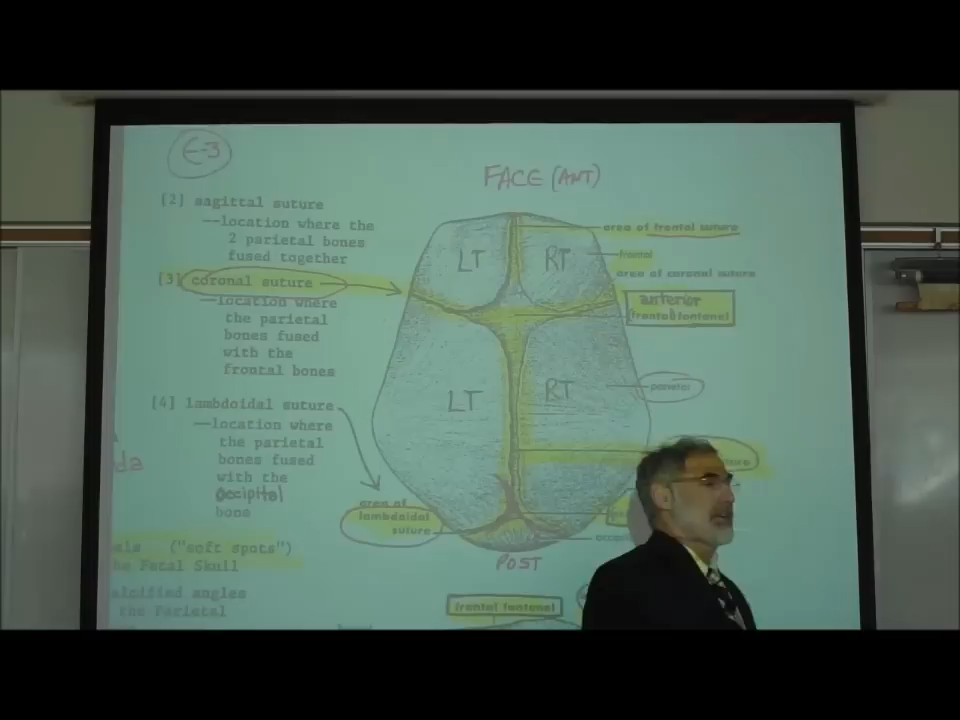 E-3
FACE (ANT)
[2] sagittal suture
--location where the
2 parietal bones
fused together
[3] coronal suture
--location where
the parietal
bones fused
with the
frontal bones
[4] lambdoidal suture
--location where
the parietal
bones fused
with the
occipital
bone
("soft spots")
the Fetal Skull
angles
the Parietal
LT
RT
LT
RT
area of frontal suture
frontal
area of coronal suture
anterior
(frontal) fontanel
parietal
area of
lambdoidal
suture
POST
frontal fontanel